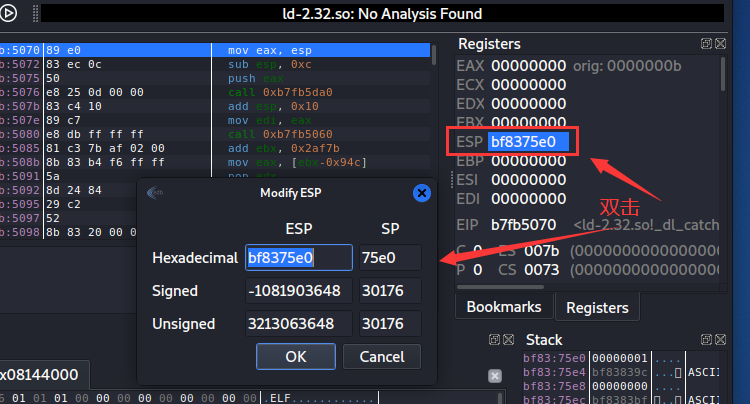 ld-2.32.so: No Analysis Found
b:5070 89 e0 mov eax, esp
b:5072 83 ec 0c sub esp, 0xc
b:5075 50 push eax
b:5076 e8 25 0d 00 00 call 0xb7fb5da0
b:507b 83 c4 10 add esp, 0x10
b:507e 89 c7 mov edi, eax
b:5080 e8 db ff ff ff call 0xb7fb5060
b:5085 81 c3 7b af 02 00 add ebx, 0x2af7b
b:508b 8b 83 b4 f6 ff ff mov eax, [ebx-0x94c]
b:5091 5a pop edx
b:5092 8d 24 84
b:5095 29 c2
b:5097 52
b:5098 8b 83 20 00 0
Registers
EAX 00000000 orig: 0000000b
ECX 00000000
EDX 00000000
EBX 00000000
ESP bf8375e0
EBP 00000000
ESI 00000000
EDI 00000000
EIP b7fb5070 <ld-2.32.so!_dl_catch
C 0 ES 007b (000000000000000
P 0 CS 0073 (000000000000000
双击
Bookmarks Registers
Modify ESP
ESP SP
Hexadecimal bf8375e0 75e0
Signed -1081903648 30176
Unsigned 3213063648 30176
OK Cancel
Stack
bf83:75e0 00000001 ....
bf83:75e4 bf83839c ASCII
bf83:75e8 00000000 ....
bf83:75ec bf8383bf ASCII
x08144000
6 01 01 01 00 00 00 00 00 00 00 00 00 .ELF............